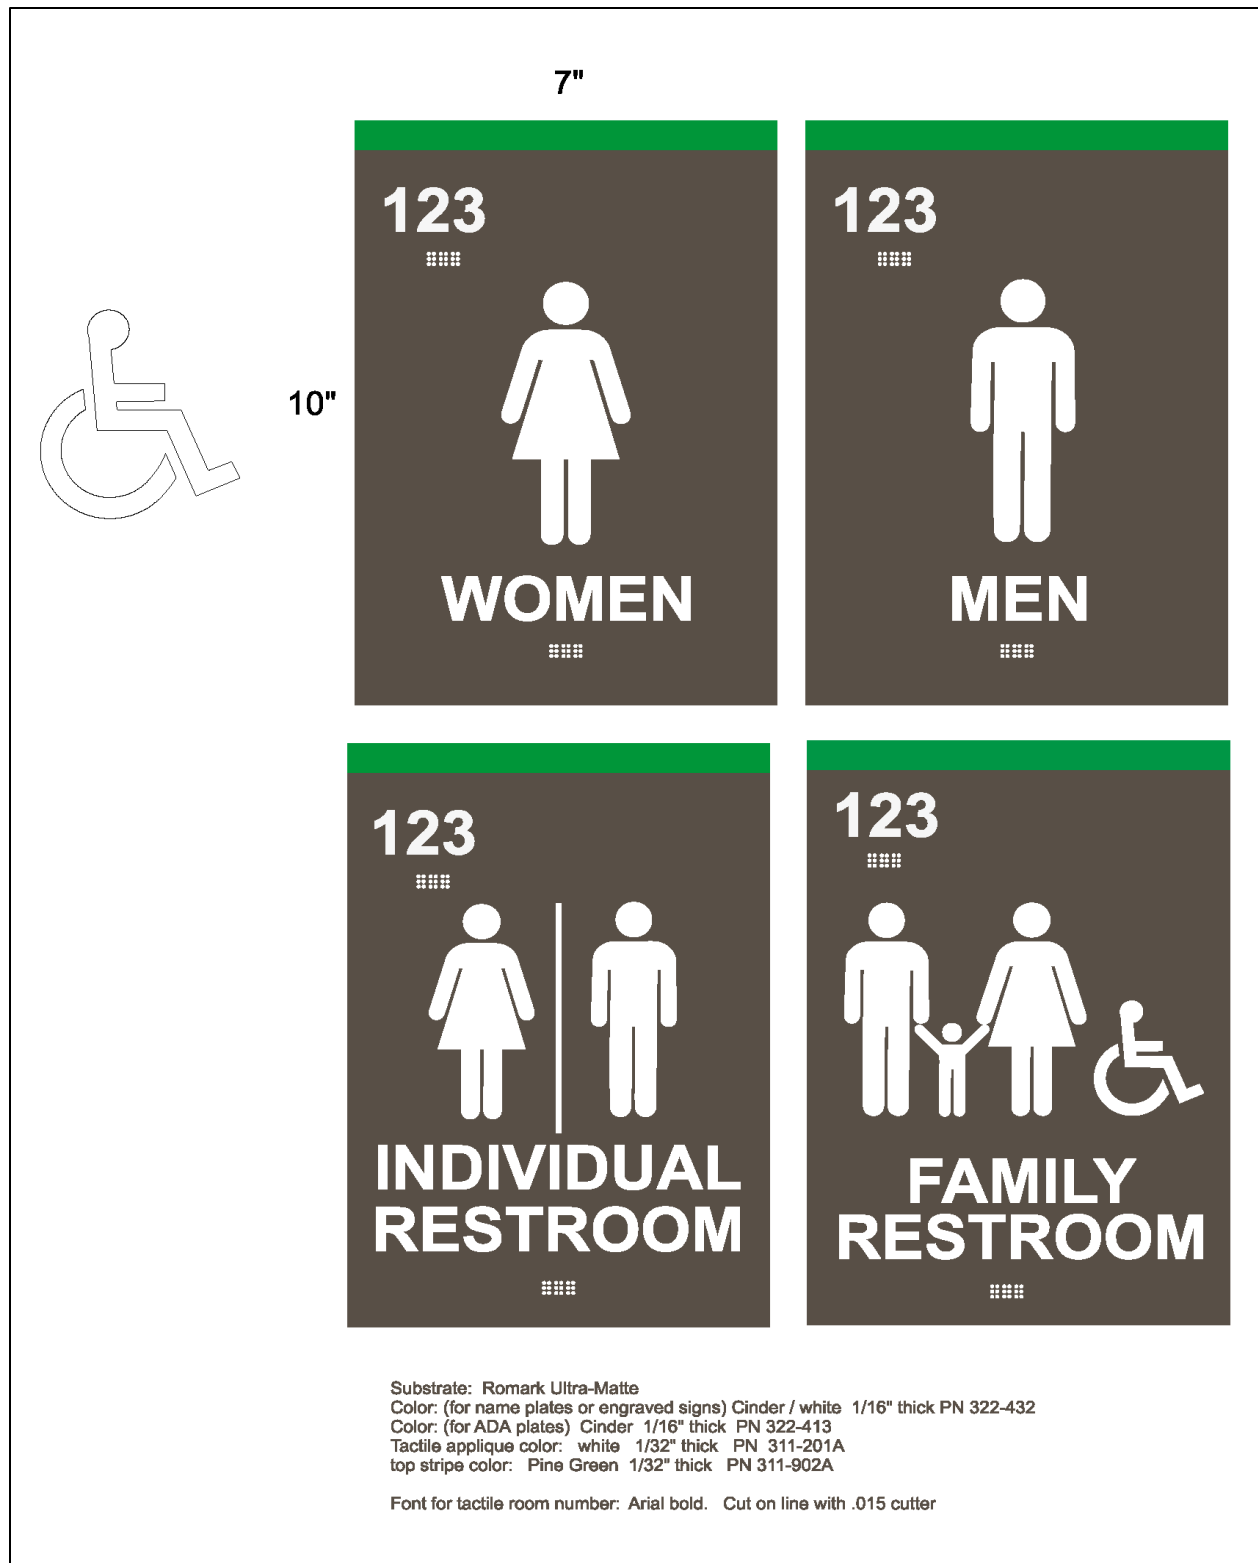 7"
10"
123
WOMEN
123
MEN
123
INDIVIDUAL
RESTROOM
123
FAMILY
RESTROOM
Substrate:  Romark Ultra-Matte
Color: (for name plates or engraved signs) Cinder / white  1/16" thick PN 322-432
Color: (for ADA plates)  Cinder  1/16" thick  PN 322-413
Tactile applique color:   white   1/32" thick   PN  311-201A
top stripe color:   Pine Green  1/32" thick   PN 311-902A
Font for tactile room number:  Arial bold.   Cut on line with .015 cutter